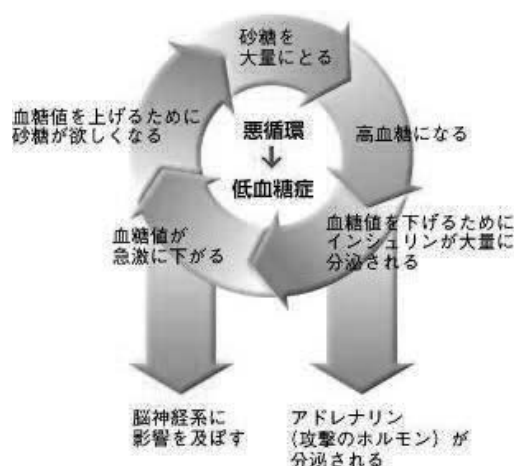 砂糖を
大量にとる
高血糖になる
血糖値を下げるために
インシュリンが大量に
分泌される
血糖値が
急激に下がる
血糖値を上げるために
砂糖が欲しくなる
悪循環
↓
低血糖症
脳神経系に
影響を及ぼす
アドレナリン
(攻撃のホルモン)が
分泌される